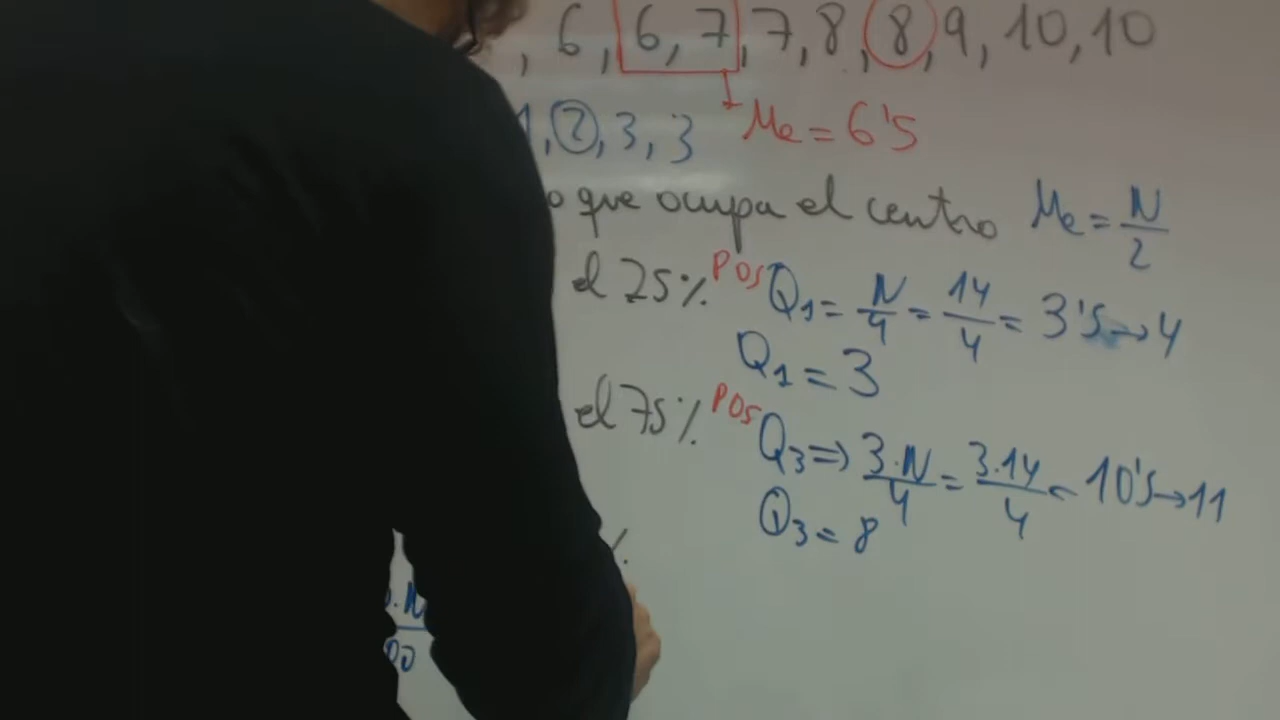 , 6, 6, 7, 7, 8, 8, 9, 10, 10
1, 2, 3, 3 Me = 6'5
o que ocupa el centro Me = N/2
el 25% POS Q1 = N/4 = 14/4 = 3'5 → 4
Q1 = 3
el 75% POS Q3 ⇒ 3·N/4 = 3·14/4 = 10'5 → 11
Q3 = 8
%
·N
00